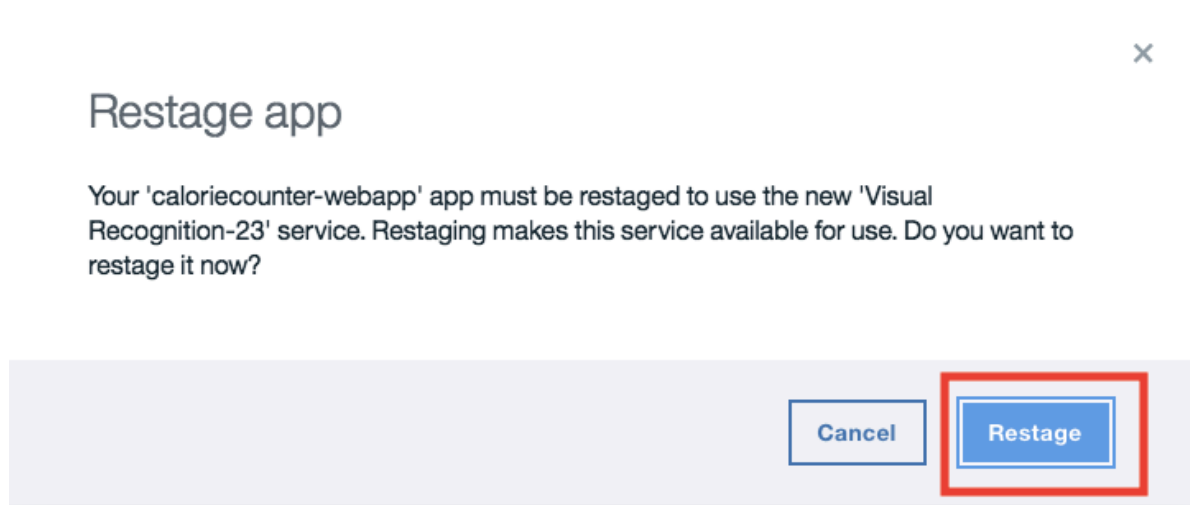 Restage app
Your 'caloriecounter-webapp' app must be restaged to use the new 'Visual
Recognition-23' service. Restaging makes this service available for use. Do you want to
restage it now?
Cancel
Restage